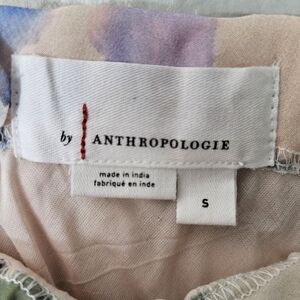 by ANTHROPOLOGIE
made in india
fabriqué en inde
S